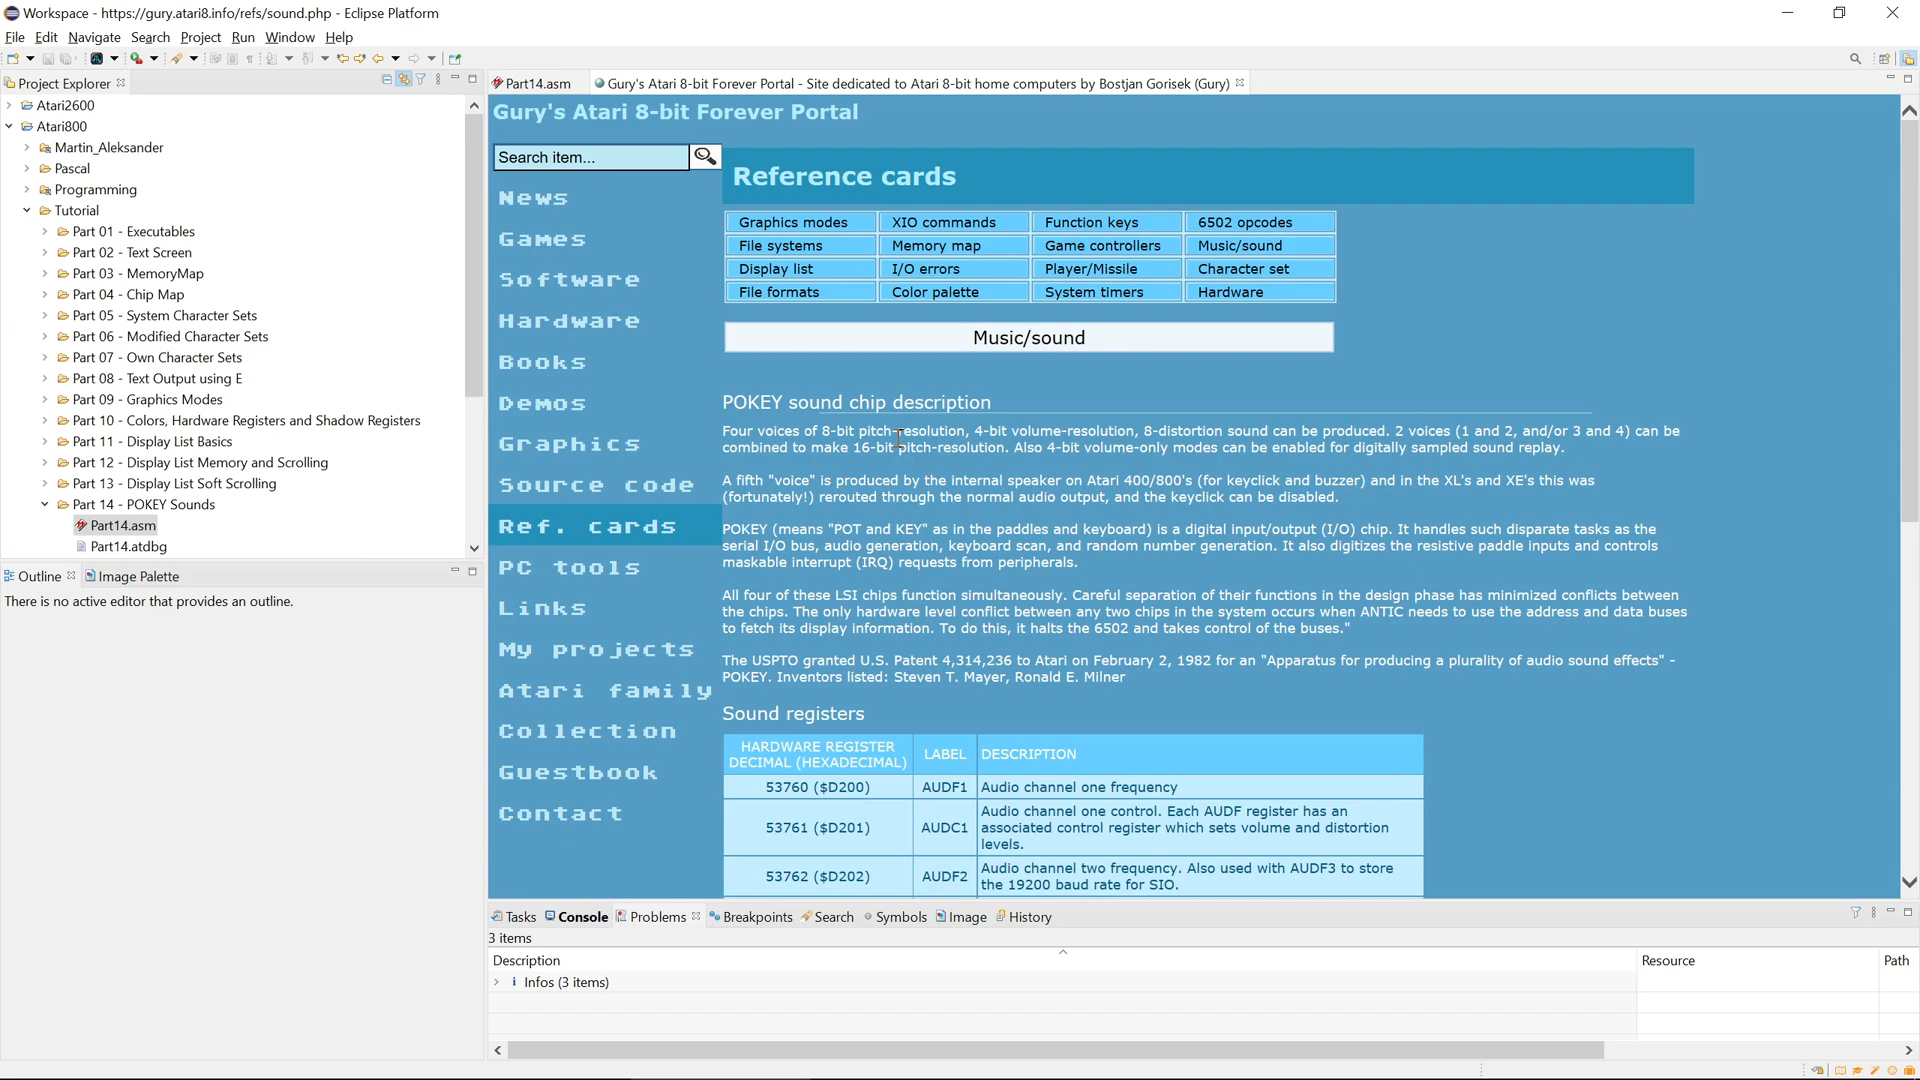 Workspace - https://gury.atari8.info/refs/sound.php - Eclipse Platform
File Edit Navigate Search Project Run Window Help
Project Explorer
Atari2600
Atari800
Martin_Aleksander
Pascal
Programming
Tutorial
Part 01 - Executables
Part 02 - Text Screen
Part 03 - MemoryMap
Part 04 - Chip Map
Part 05 - System Character Sets
Part 06 - Modified Character Sets
Part 07 - Own Character Sets
Part 08 - Text Output using E
Part 09 - Graphics Modes
Part 10 - Colors, Hardware Registers and Shadow Registers
Part 11 - Display List Basics
Part 12 - Display List Memory and Scrolling
Part 13 - Display List Soft Scrolling
Part 14 - POKEY Sounds
Part14.asm
Part14.atdbg
Outline Image Palette
There is no active editor that provides an outline.
Part14.asm Gury's Atari 8-bit Forever Portal - Site dedicated to Atari 8-bit home computers by Bostjan Gorisek (Gury)
Gury's Atari 8-bit Forever Portal
Search item...
News
Games
Software
Hardware
Books
Demos
Graphics
Source code
Ref. cards
PC tools
Links
My projects
Atari family
Collection
Guestbook
Contact
Reference cards
Graphics modes XIO commands Function keys 6502 opcodes
File systems Memory map Game controllers Music/sound
Display list I/O errors Player/Missile Character set
File formats Color palette System timers Hardware
Music/sound
POKEY sound chip description
Four voices of 8-bit pitch-resolution, 4-bit volume-resolution, 8-distortion sound can be produced. 2 voices (1 and 2, and/or 3 and 4) can be
combined to make 16-bit pitch-resolution. Also 4-bit volume-only modes can be enabled for digitally sampled sound replay.
A fifth "voice" is produced by the internal speaker on Atari 400/800's (for keyclick and buzzer) and in the XL's and XE's this was
(fortunately!) rerouted through the normal audio output, and the keyclick can be disabled.
POKEY (means "POT and KEY" as in the paddles and keyboard) is a digital input/output (I/O) chip. It handles such disparate tasks as the
serial I/O bus, audio generation, keyboard scan, and random number generation. It also digitizes the resistive paddle inputs and controls
maskable interrupt (IRQ) requests from peripherals.
All four of these LSI chips function simultaneously. Careful separation of their functions in the design phase has minimized conflicts between
the chips. The only hardware level conflict between any two chips in the system occurs when ANTIC needs to use the address and data buses
to fetch its display information. To do this, it halts the 6502 and takes control of the buses."
The USPTO granted U.S. Patent 4,314,236 to Atari on February 2, 1982 for an "Apparatus for producing a plurality of audio sound effects" -
POKEY. Inventors listed: Steven T. Mayer, Ronald E. Milner
Sound registers
HARDWARE REGISTER
DECIMAL (HEXADECIMAL) LABEL DESCRIPTION
53760 ($D200) AUDF1 Audio channel one frequency
53761 ($D201) AUDC1 Audio channel one control. Each AUDF register has an
associated control register which sets volume and distortion
levels.
53762 ($D202) AUDF2 Audio channel two frequency. Also used with AUDF3 to store
the 19200 baud rate for SIO.
Tasks Console Problems Breakpoints Search Symbols Image History
3 items
Description Resource Path
i Infos (3 items)